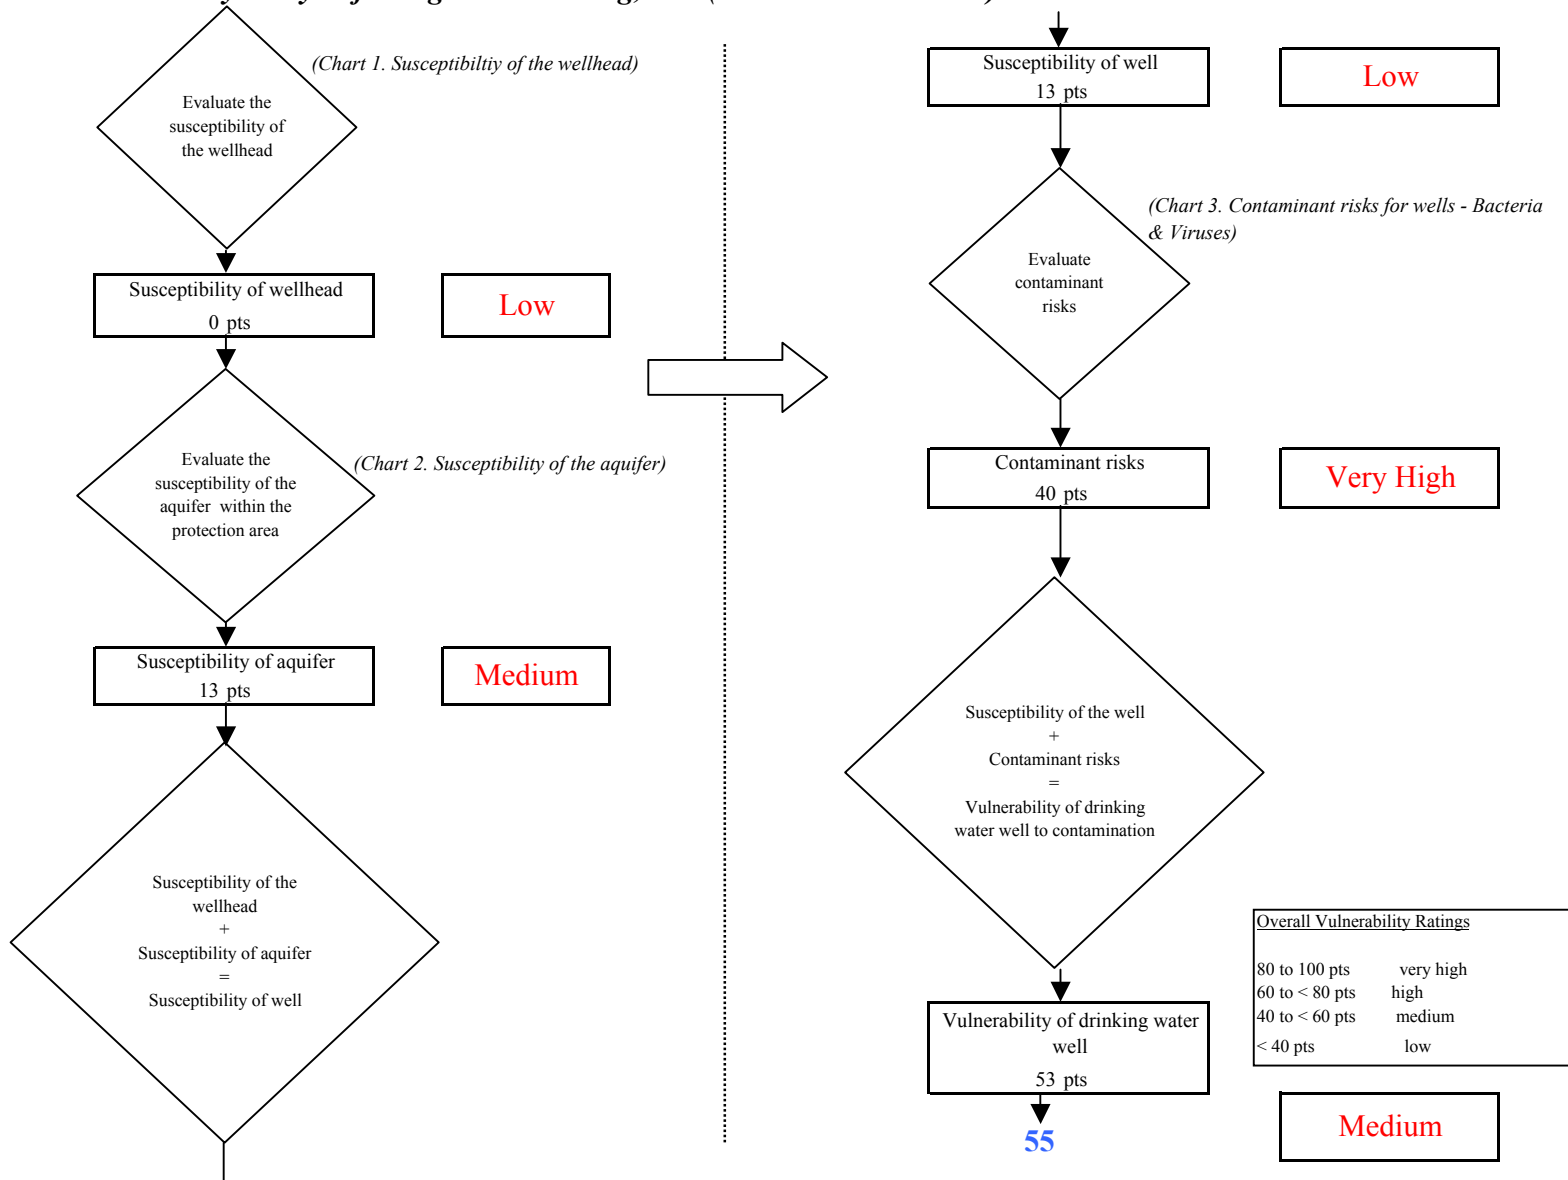 (Chart 1. Susceptibiltiy of the wellhead)
Evaluate the
susceptibility of
the wellhead
Susceptibility of wellhead
0 pts
Low
Evaluate the
susceptibility of the
aquifer within the
protection area
(Chart 2. Susceptibility of the aquifer)
Susceptibility of aquifer
13 pts
Medium
Susceptibility of the
wellhead
+
Susceptibility of aquifer
=
Susceptibility of well
Susceptibility of well
13 pts
Low
(Chart 3. Contaminant risks for wells - Bacteria
& Viruses)
Evaluate
contaminant
risks
Contaminant risks
40 pts
Very High
Susceptibility of the well
+
Contaminant risks
=
Vulnerability of drinking
water well to contamination
Overall Vulnerability Ratings
80 to 100 pts very high
60 to < 80 pts high
40 to < 60 pts medium
< 40 pts low
Vulnerability of drinking water
well
53 pts
55
Medium